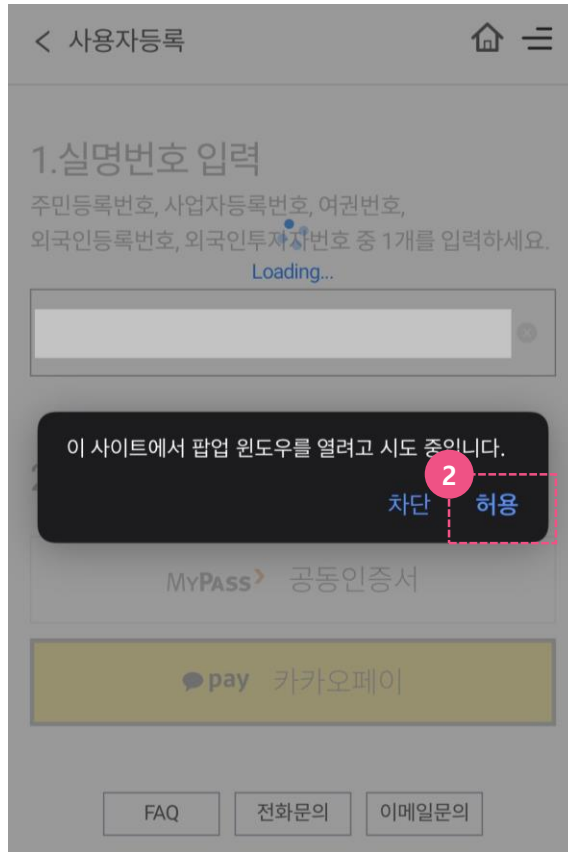 < 사용자등록
1.실명번호 입력
주민등록번호, 사업자등록번호, 여권번호,
외국인등록번호, 외국인투자자번호 중 1개를 입력하세요.
Loading...
이 사이트에서 팝업 윈도우를 열려고 시도 중입니다.
2
차단 허용
MYPASS> 공동인증서
pay 카카오페이
FAQ 전화문의 이메일문의